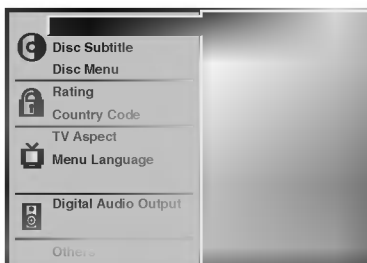 Disc Subtitle
Disc Menu
Rating
Country Code
TV Aspect
Menu Language
Digital Audio Output
Others